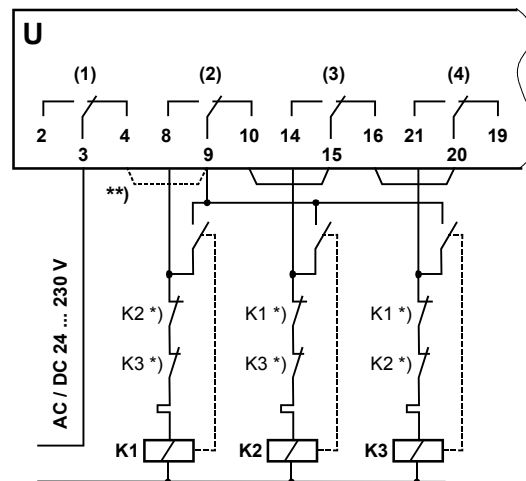 U
(1) (2) (3) (4)
2 4 8 10 14 16 21 19
3 9 15 20
**)
AC / DC 24 ... 230 V
K2 *) K1 *) K1 *)
K3 *) K3 *) K2 *)
K1 K2 K3